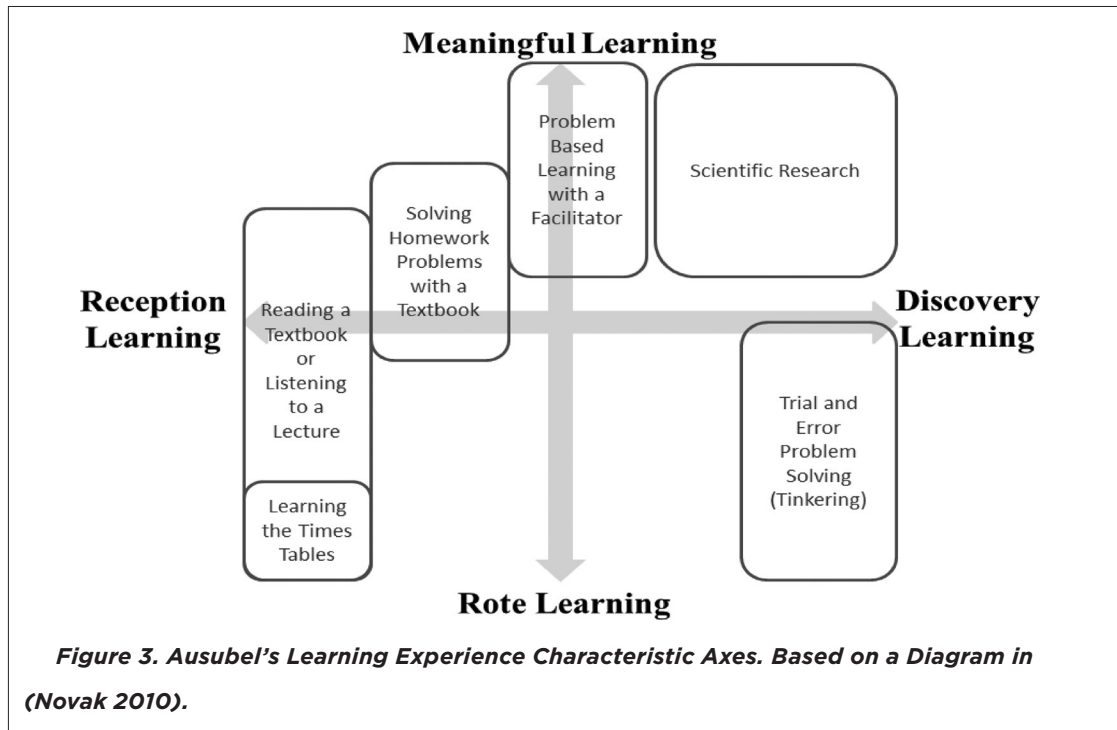 Meaningful Learning
Problem
Based
Learning
with a
Facilitator
Scientific Research
Solving
Homework
Problems
with a
Textbook
Reception
Learning
Reading a
Textbook
or
Listening
to a
Lecture
Discovery
Learning
Trial and
Error
Problem
Solving
(Tinkering)
Learning
the Times
Tables
Rote Learning
Figure 3. Ausubel’s Learning Experience Characteristic Axes. Based on a Diagram in
(Novak 2010).